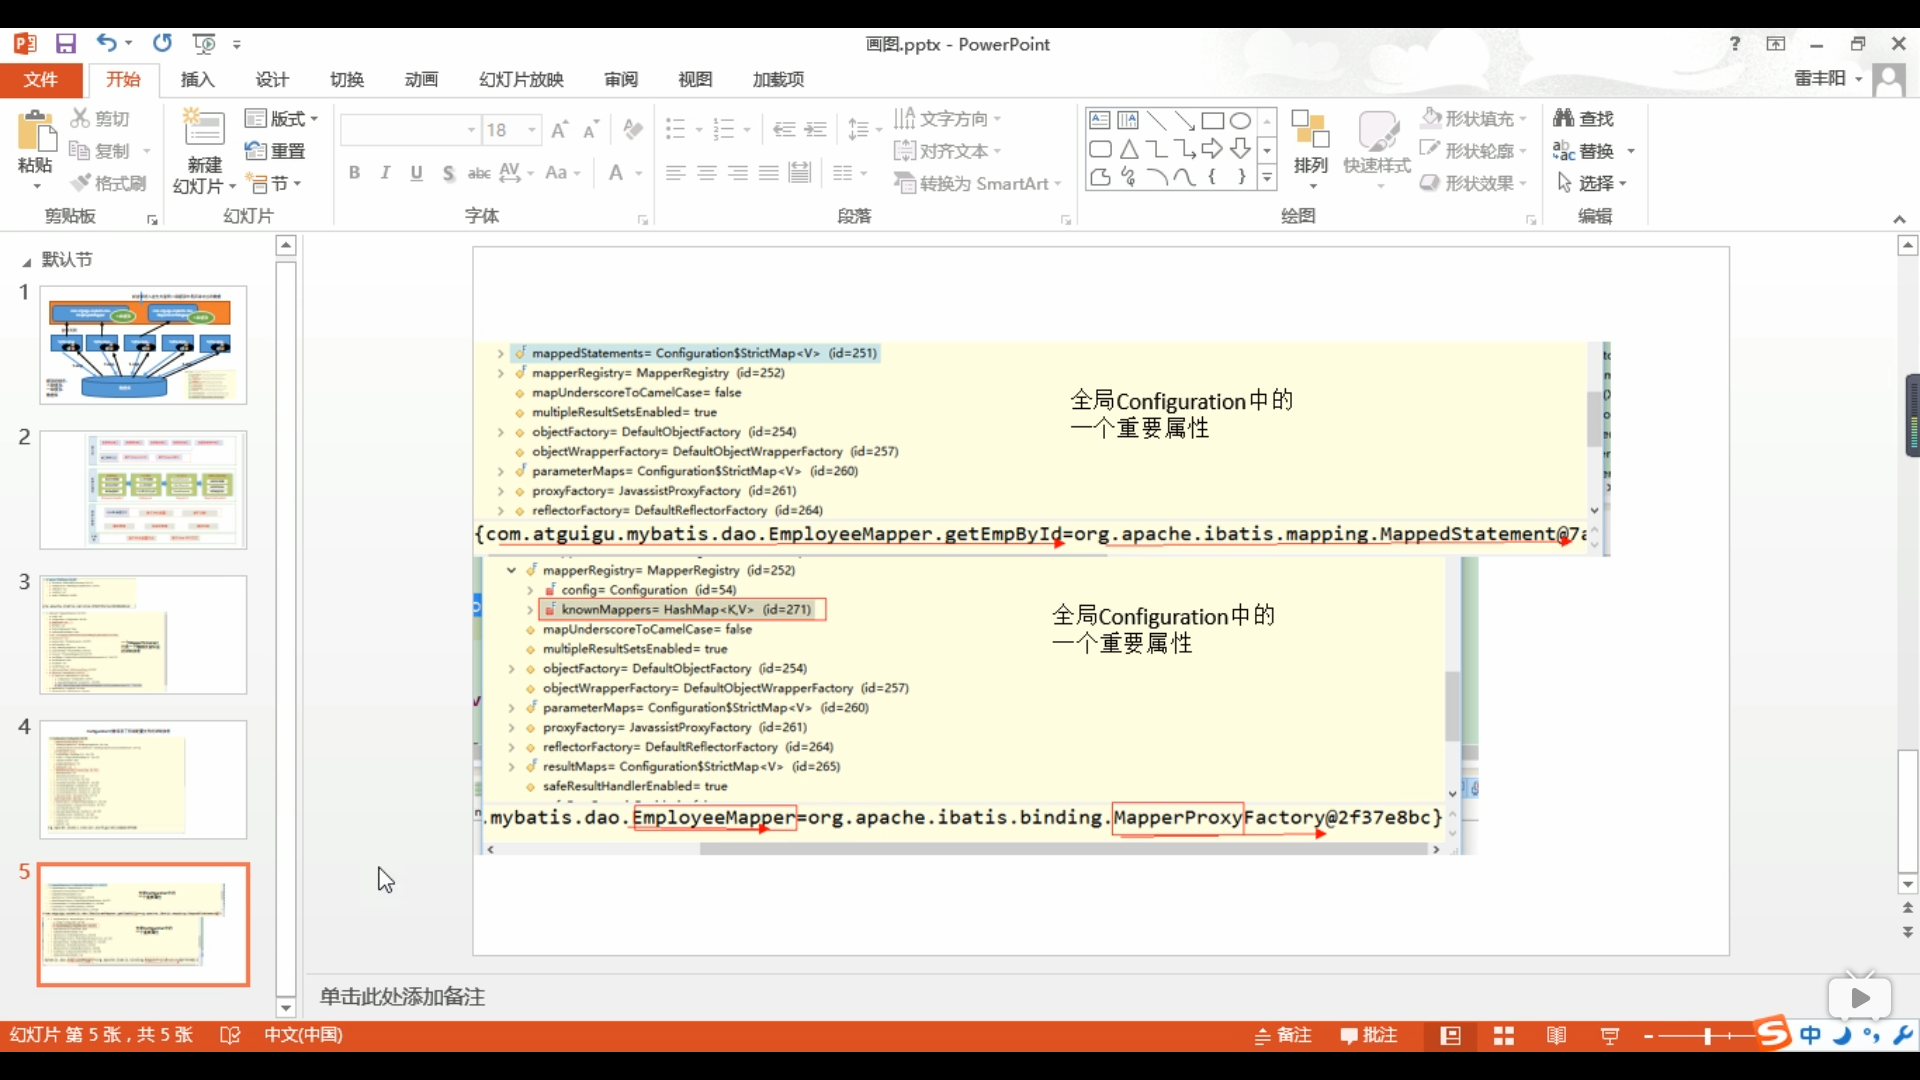 画图.pptx - PowerPoint
文件 开始 插入 设计 切换 动画 幻灯片放映 审阅 视图 加载项 雷丰阳
粘贴 剪切 复制 格式刷
剪贴板
新建幻灯片 版式 重置 节
幻灯片
18
B I U S abc AV Aa A
字体
文字方向
对齐文本
转换为 SmartArt
段落
排列 快速样式
形状填充
形状轮廓
形状效果
绘图
查找
替换
选择
编辑
默认节
1
2
3
4
5
mappedStatements= Configuration$StrictMap<V> (id=251)
mapperRegistry= MapperRegistry (id=252)
mapUnderscoreToCamelCase= false
multipleResultSetsEnabled= true
objectFactory= DefaultObjectFactory (id=254)
objectWrapperFactory= DefaultObjectWrapperFactory (id=257)
parameterMaps= Configuration$StrictMap<V> (id=260)
proxyFactory= JavassistProxyFactory (id=261)
reflectorFactory= DefaultReflectorFactory (id=264)
全局Configuration中的
一个重要属性
{com.atguigu.mybatis.dao.EmployeeMapper.getEmpById=org.apache.ibatis.mapping.MappedStatement@7a
mapperRegistry= MapperRegistry (id=252)
config= Configuration (id=54)
knownMappers= HashMap<K,V> (id=271)
mapUnderscoreToCamelCase= false
multipleResultSetsEnabled= true
objectFactory= DefaultObjectFactory (id=254)
objectWrapperFactory= DefaultObjectWrapperFactory (id=257)
parameterMaps= Configuration$StrictMap<V> (id=260)
proxyFactory= JavassistProxyFactory (id=261)
reflectorFactory= DefaultReflectorFactory (id=264)
resultMaps= Configuration$StrictMap<V> (id=265)
safeResultHandlerEnabled= true
全局Configuration中的
一个重要属性
.mybatis.dao.EmployeeMapper=org.apache.ibatis.binding.MapperProxyFactory@2f37e8bc}
单击此处添加备注
幻灯片 第 5 张，共 5 张 中文(中国) 备注 批注 中